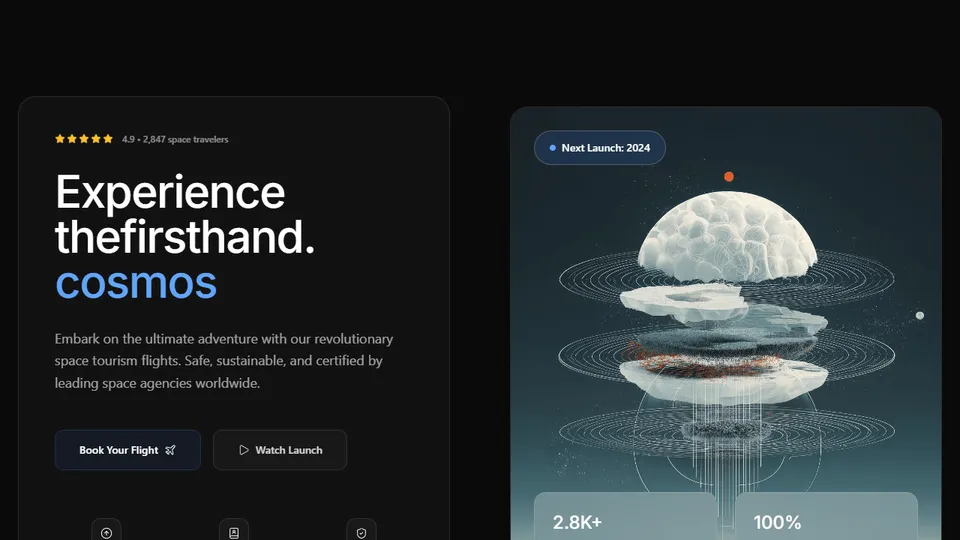 4.9 • 2,847 space travelers
Experience
thefirsthand.
cosmos
Embark on the ultimate adventure with our revolutionary
space tourism flights. Safe, sustainable, and certified by
leading space agencies worldwide.
Book Your Flight
Watch Launch
Next Launch: 2024
2.8K+
100%